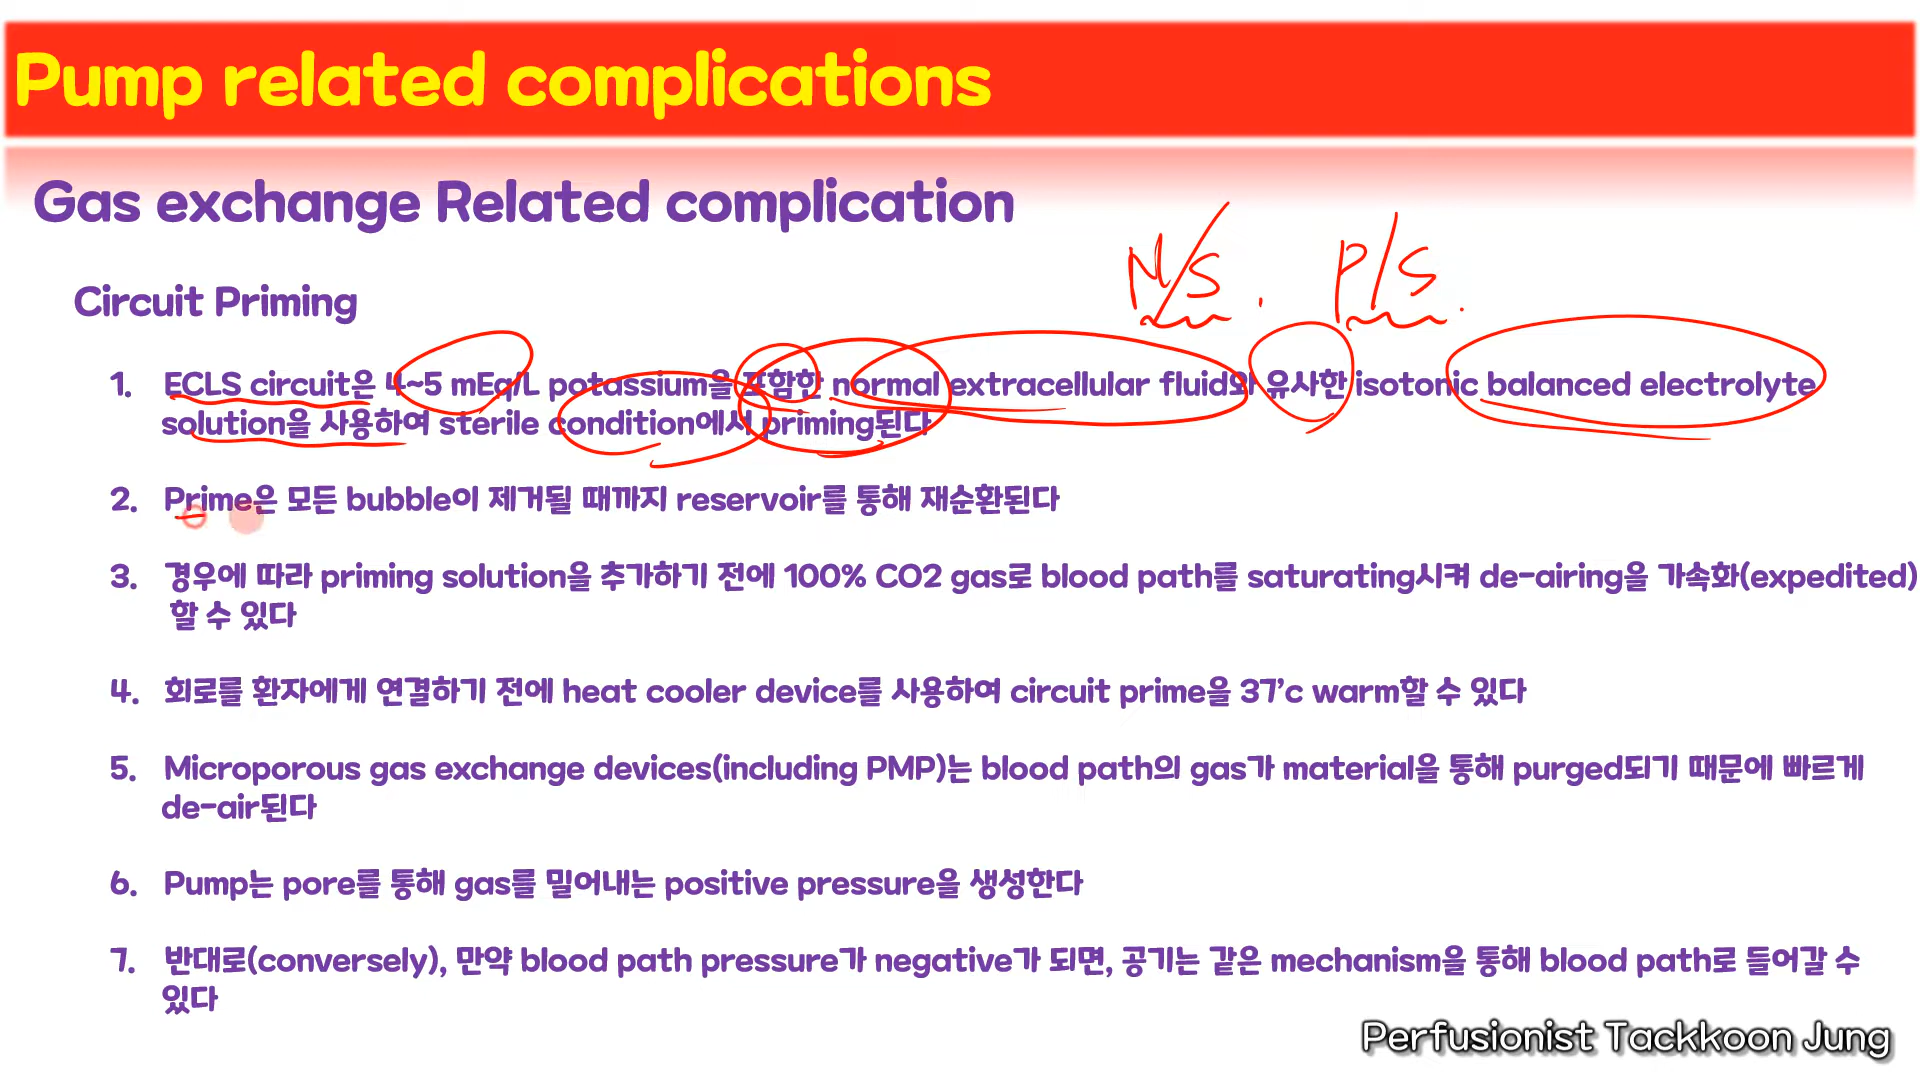 Pump related complications
Gas exchange Related complication
N/S . P/S .
Circuit Priming
1. ECLS circuit은 4~5 mEq/L potassium을 포함한 normal extracellular fluid와 유사한 isotonic balanced electrolyte
solution을 사용하여 sterile condition에서 priming된다
2. Prime은 모든 bubble이 제거될 때까지 reservoir를 통해 재순환된다
3. 경우에 따라 priming solution을 추가하기 전에 100% CO2 gas로 blood path를 saturating시켜 de-airing을 가속화(expedited)
할 수 있다
4. 회로를 환자에게 연결하기 전에 heat cooler device를 사용하여 circuit prime을 37’c warm할 수 있다
5. Microporous gas exchange devices(including PMP)는 blood path의 gas가 material을 통해 purged되기 때문에 빠르게
de-air된다
6. Pump는 pore를 통해 gas를 밀어내는 positive pressure을 생성한다
7. 반대로(conversely), 만약 blood path pressure가 negative가 되면, 공기는 같은 mechanism을 통해 blood path로 들어갈 수
있다
Perfusionist Tackkoon Jung